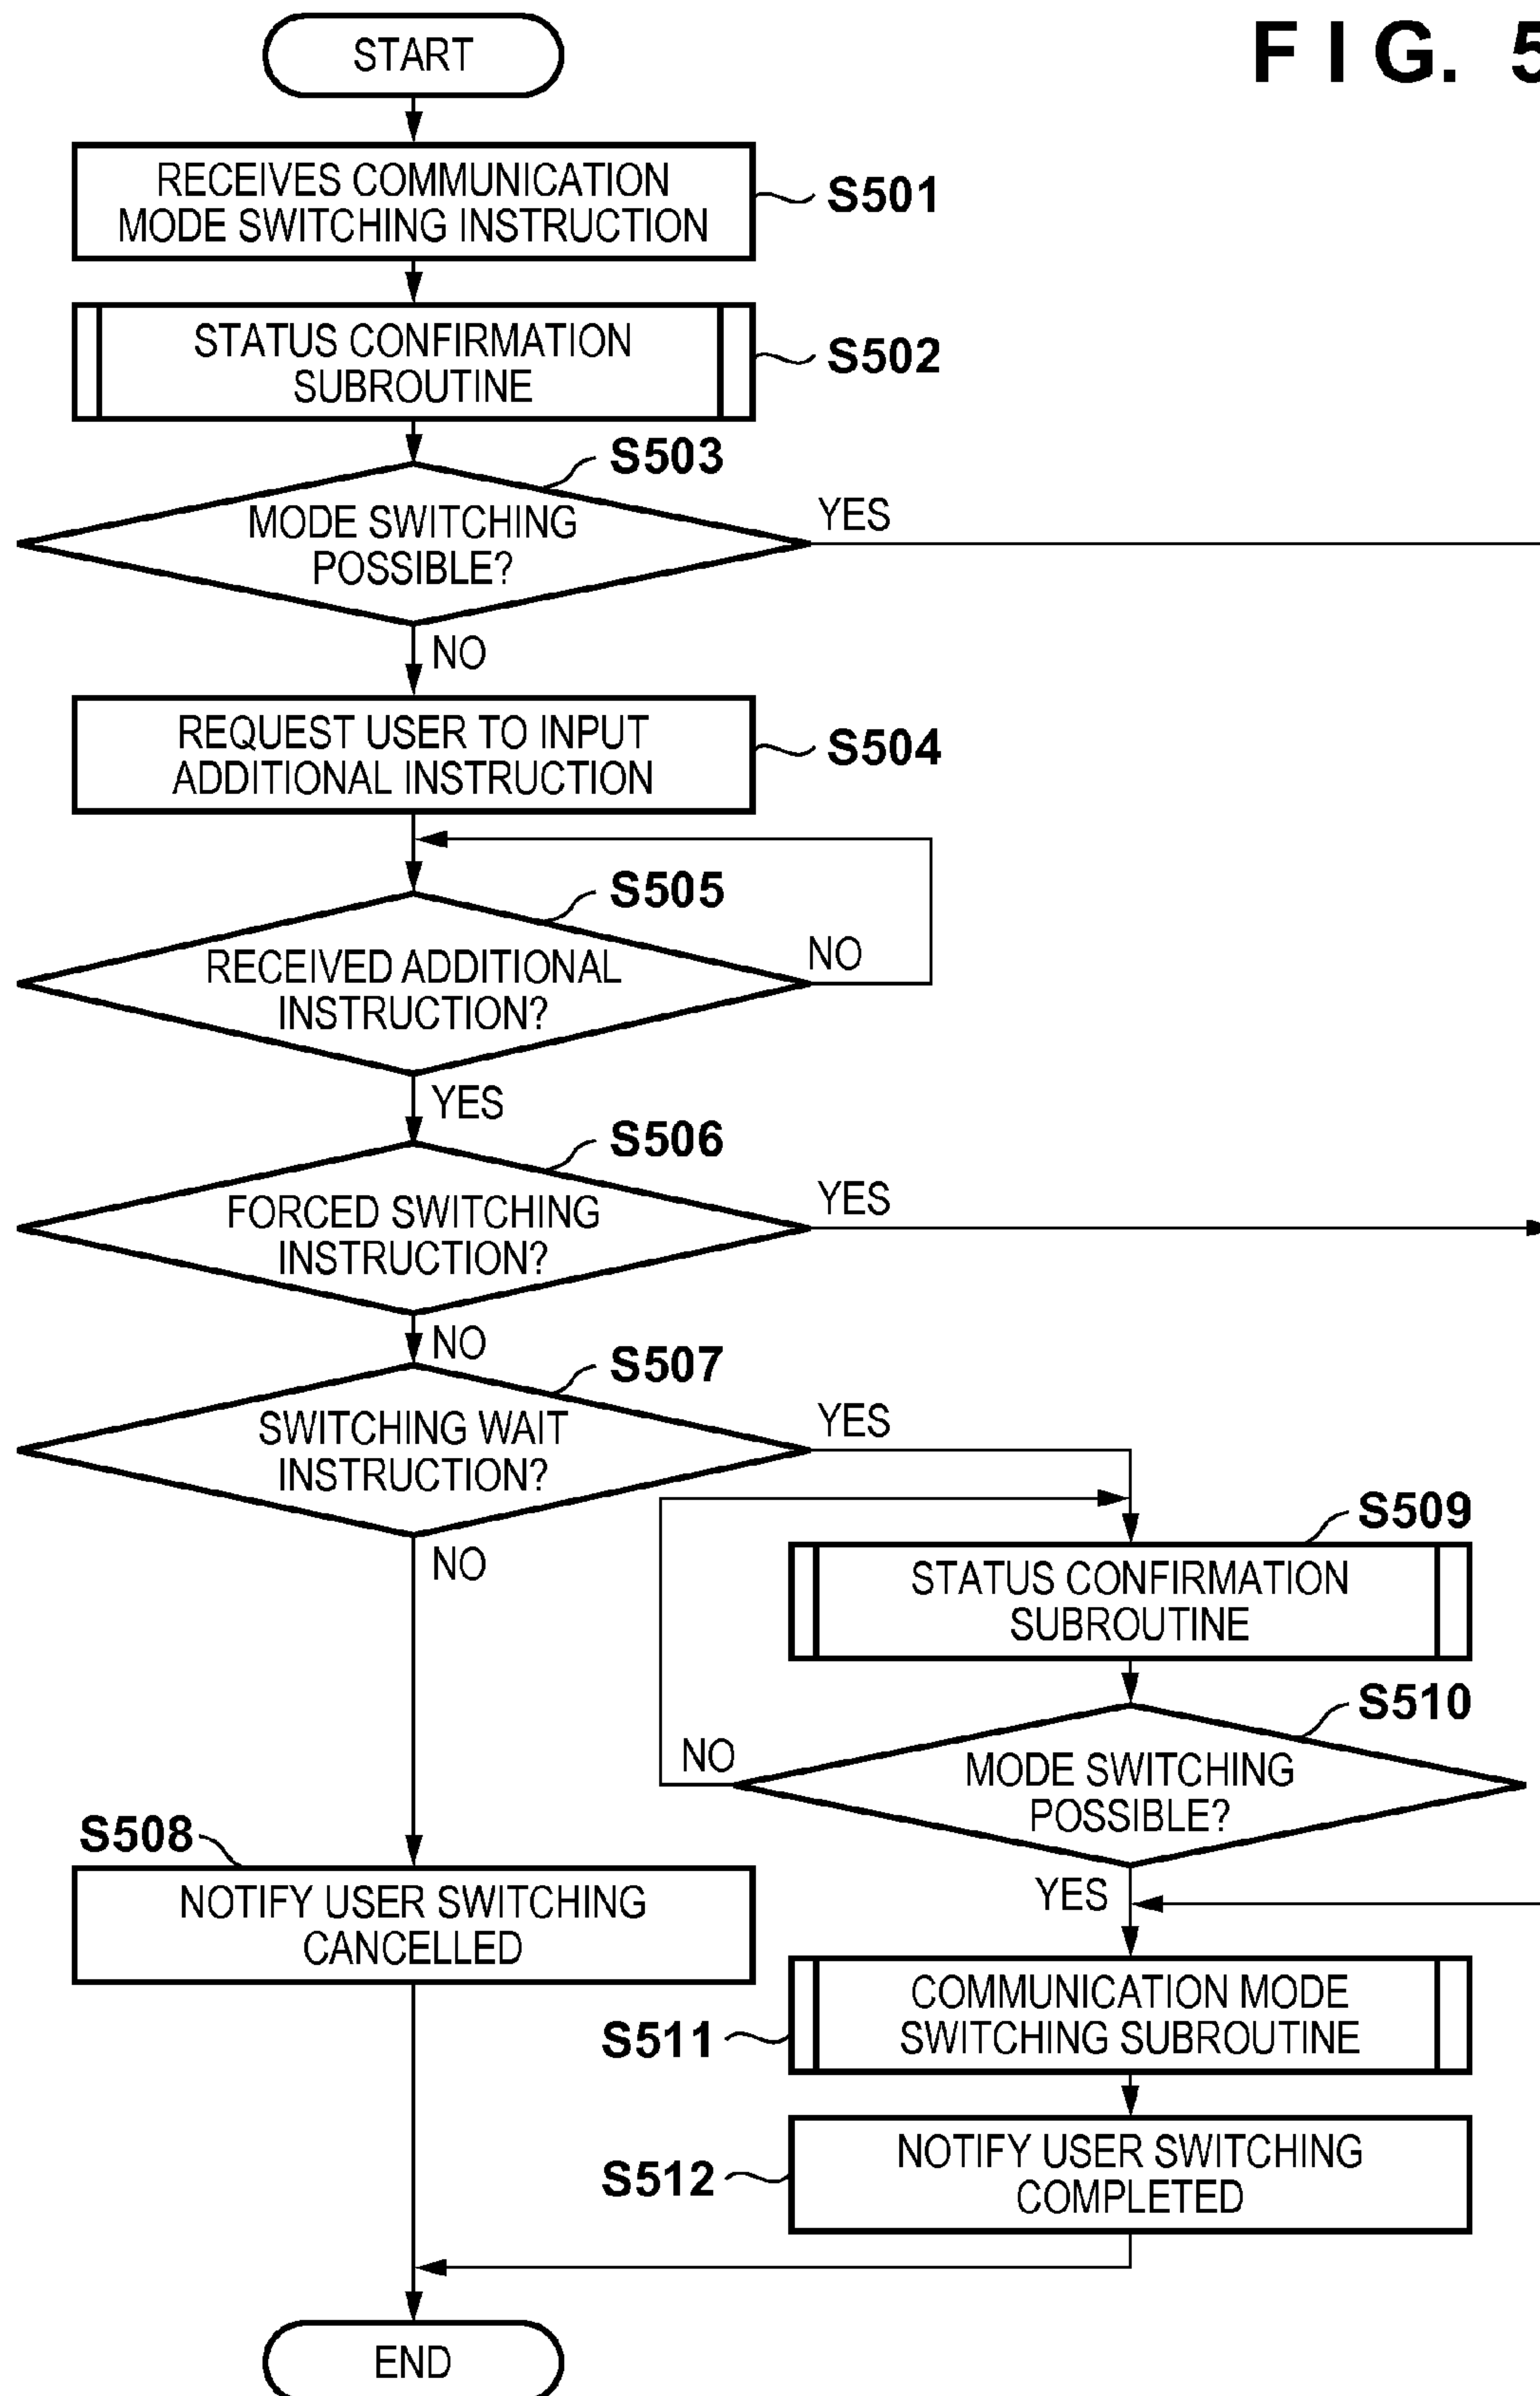 FIG. 5
START
RECEIVES COMMUNICATION
MODE SWITCHING INSTRUCTION
S501
STATUS CONFIRMATION
SUBROUTINE
S502
S503
MODE SWITCHING
POSSIBLE?
YES
NO
REQUEST USER TO INPUT
ADDITIONAL INSTRUCTION
S504
S505
RECEIVED ADDITIONAL
INSTRUCTION?
NO
YES
S506
FORCED SWITCHING
INSTRUCTION?
YES
NO
S507
SWITCHING WAIT
INSTRUCTION?
YES
NO
S509
STATUS CONFIRMATION
SUBROUTINE
S510
MODE SWITCHING
POSSIBLE?
NO
YES
S508
NOTIFY USER SWITCHING
CANCELLED
COMMUNICATION MODE
SWITCHING SUBROUTINE
S511
NOTIFY USER SWITCHING
COMPLETED
S512
END